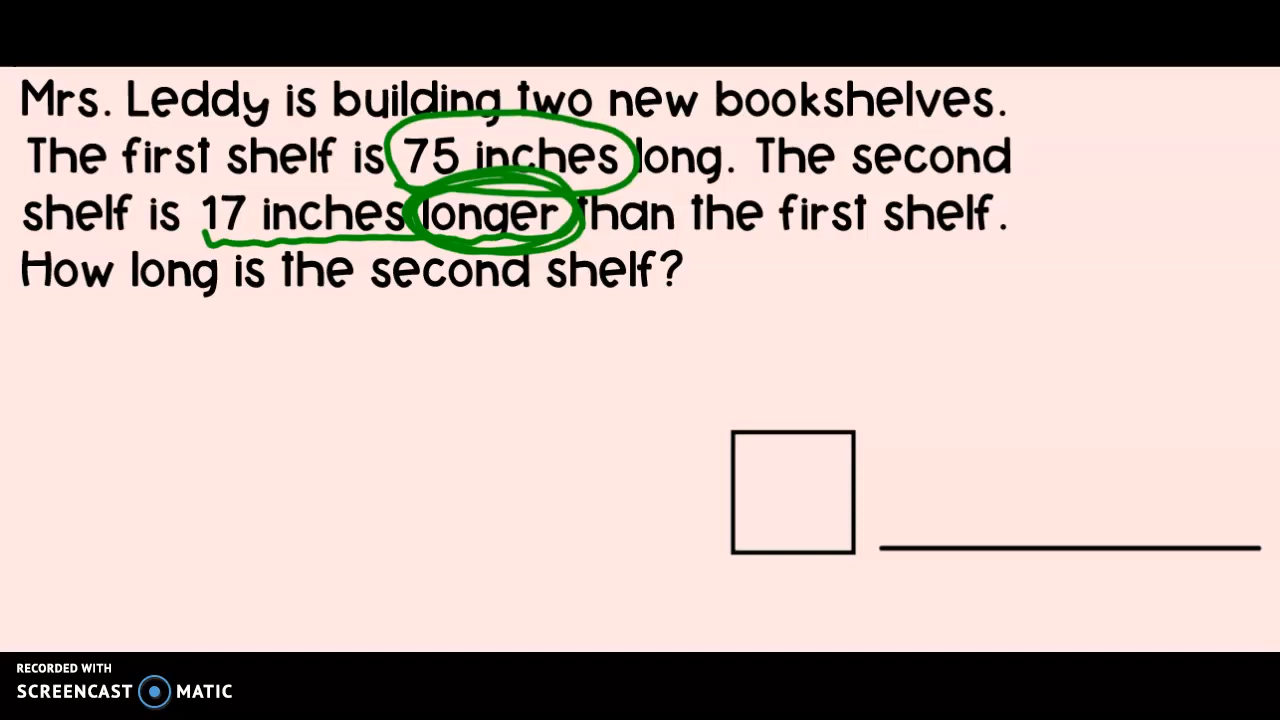 Mrs. Leddy is building two new bookshelves.
The first shelf is 75 inches long. The second
shelf is 17 inches longer than the first shelf.
How long is the second shelf?
RECORDED WITH
SCREENCAST MATIC